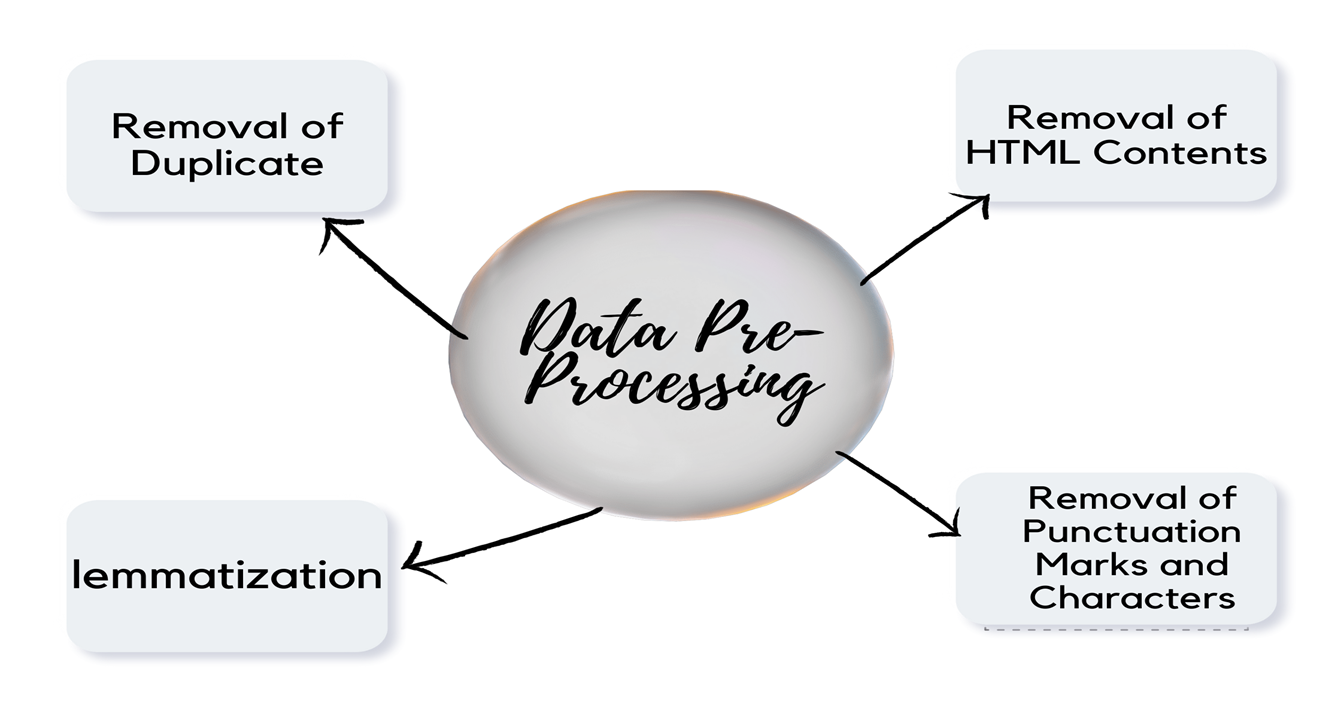 Removal of
Duplicate
Removal of
HTML Contents
Data Pre-
Processing
lemmatization
Removal of
Punctuation
Marks and
Characters